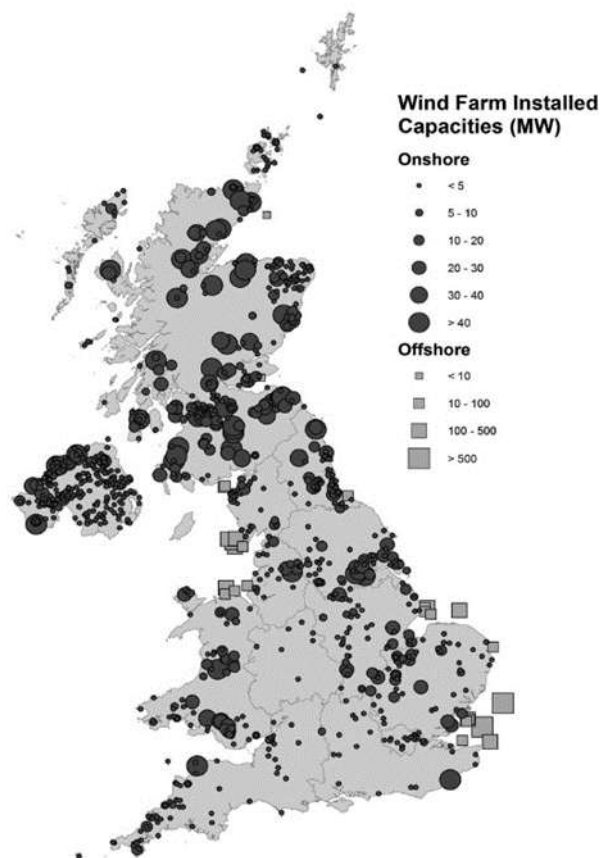 Wind Farm Installed
Capacities (MW)
Onshore
< 5
5 - 10
10 - 20
20 - 30
30 - 40
> 40
Offshore
< 10
10 - 100
100 - 500
> 500